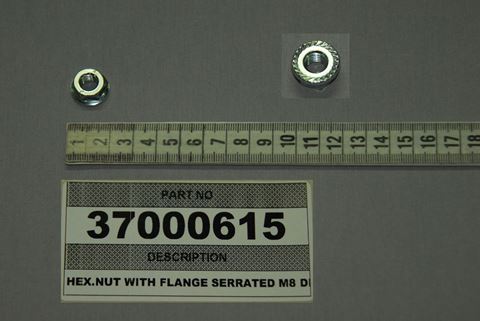 1 2 3 4 5 6 7 8 9 10 11 12 13 14 15 16 17 18
PART NO
37000615
DESCRIPTION
HEX.NUT WITH FLANGE SERRATED M8